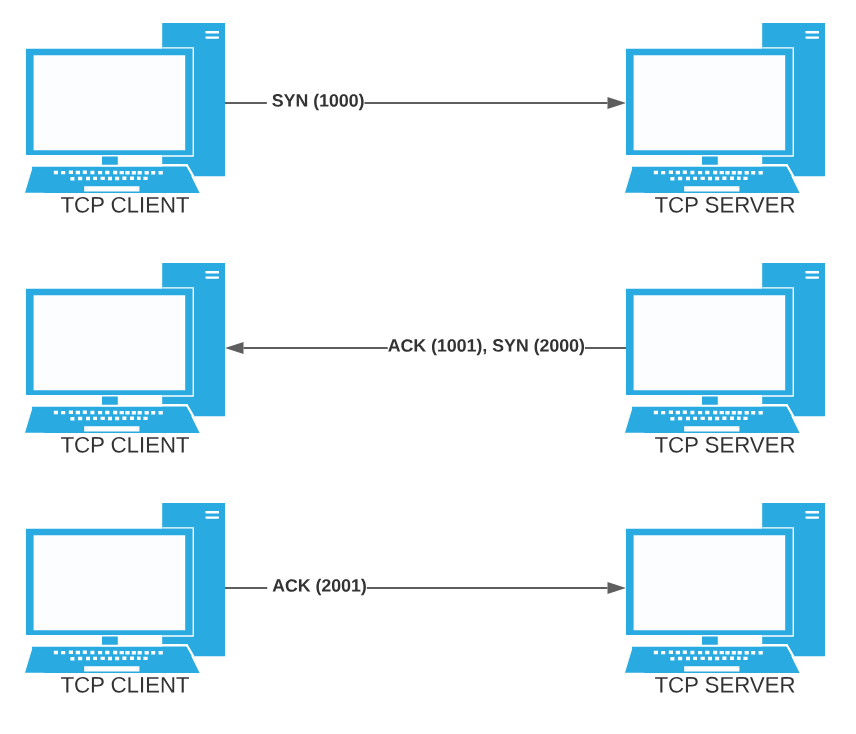 SYN (1000)
TCP CLIENT
TCP SERVER
ACK (1001), SYN (2000)
TCP CLIENT
TCP SERVER
ACK (2001)
TCP CLIENT
TCP SERVER